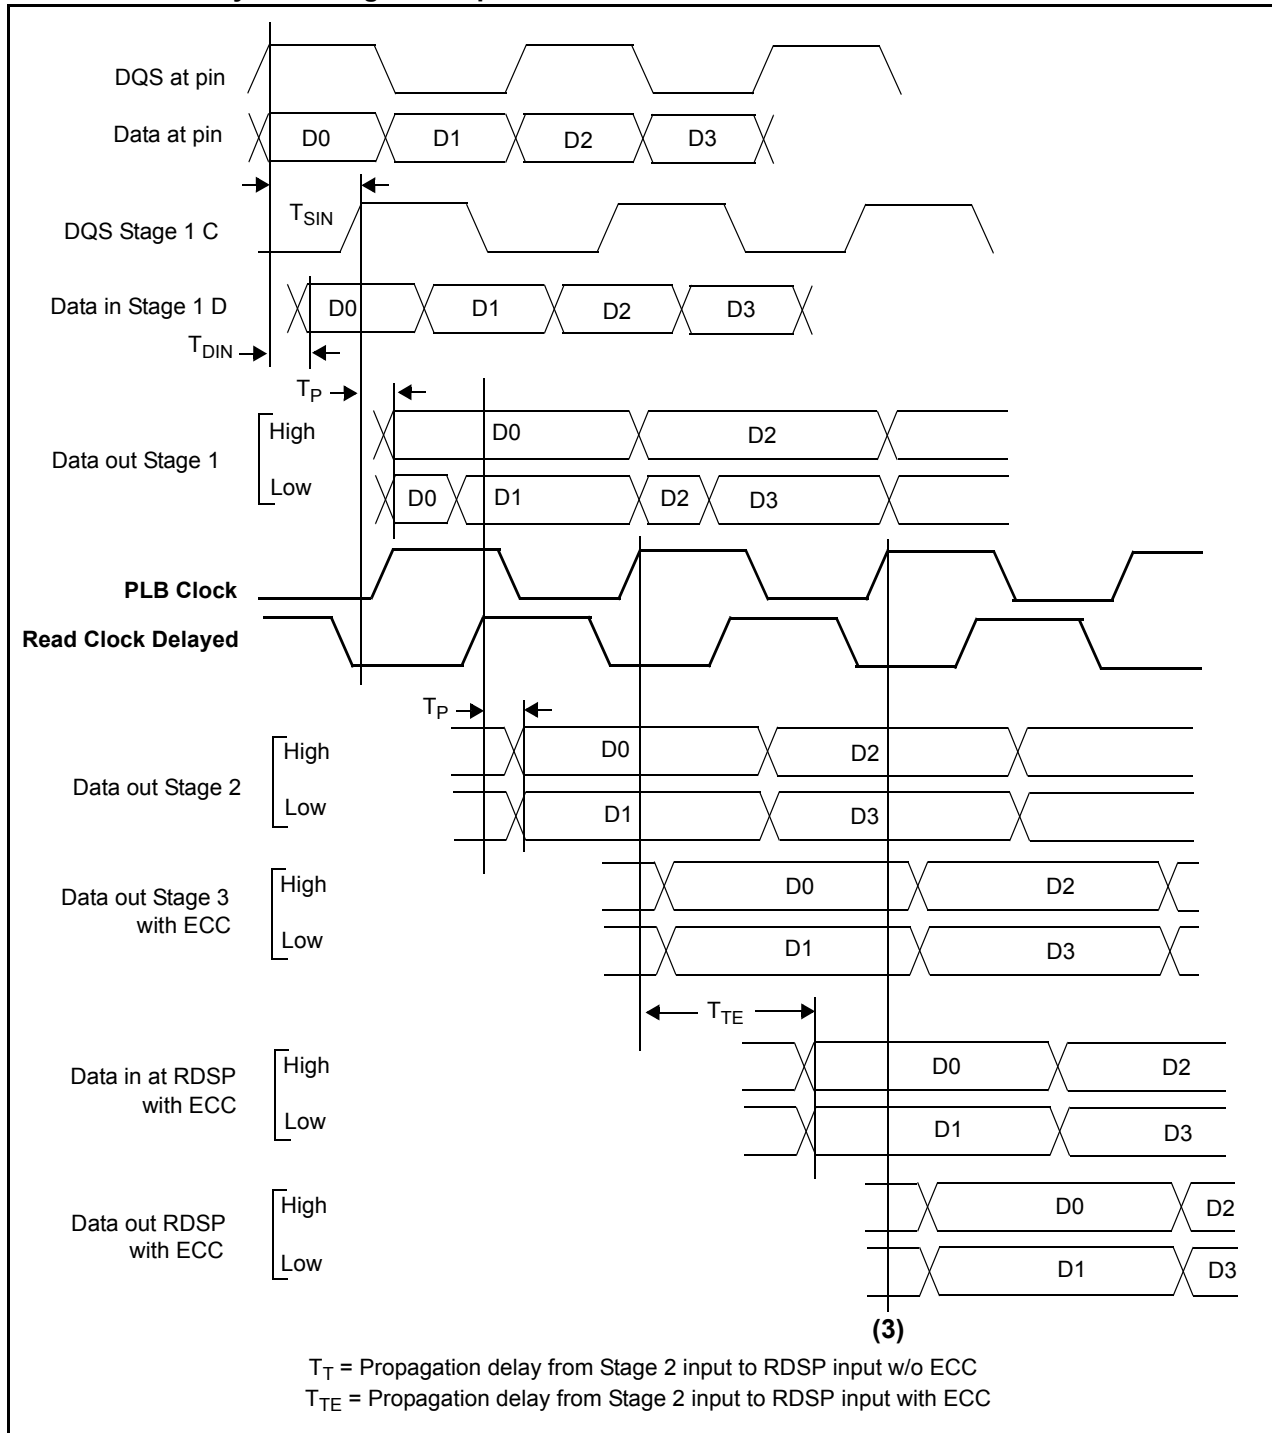 DQS at pin
Data at pin
D0 D1 D2 D3
TSIN
DQS Stage 1 C
Data in Stage 1 D
D0 D1 D2 D3
TDIN
TP
High
D0 D2
Data out Stage 1
Low
D0 D1 D2 D3
PLB Clock
Read Clock Delayed
TP
High
D0 D2
Data out Stage 2
Low
D1 D3
High
D0 D2
Data out Stage 3
with ECC
Low
D1 D3
TTE
High
D0 D2
Data in at RDSP
with ECC
Low
D1 D3
High
D0 D2
Data out RDSP
with ECC
Low
D1 D3
(3)
TT = Propagation delay from Stage 2 input to RDSP input w/o ECC
TTE = Propagation delay from Stage 2 input to RDSP input with ECC